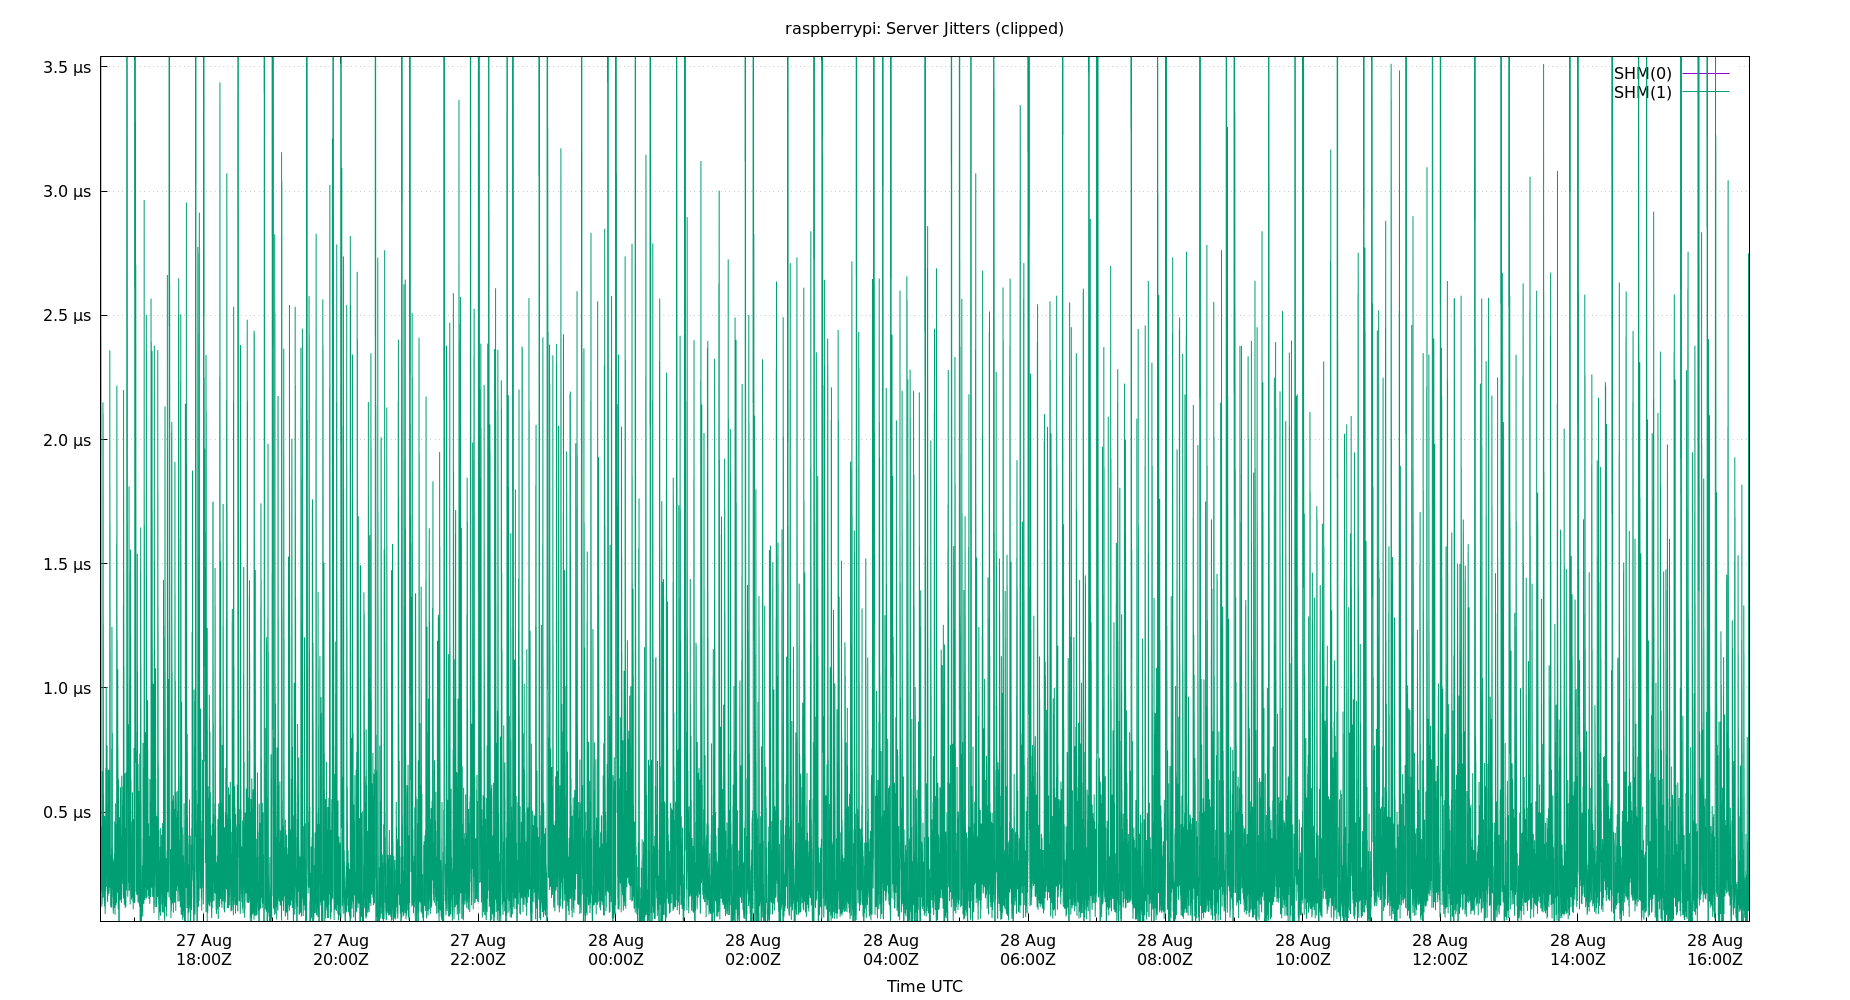 raspberrypi: Server Jitters (clipped)
3.5 µs
3.0 µs
2.5 µs
2.0 µs
1.5 µs
1.0 µs
0.5 µs
SHM(0)
SHM(1)
27 Aug 27 Aug 27 Aug 28 Aug 28 Aug 28 Aug 28 Aug 28 Aug 28 Aug 28 Aug 28 Aug 28 Aug
18:00Z 20:00Z 22:00Z 00:00Z 02:00Z 04:00Z 06:00Z 08:00Z 10:00Z 12:00Z 14:00Z 16:00Z
Time UTC